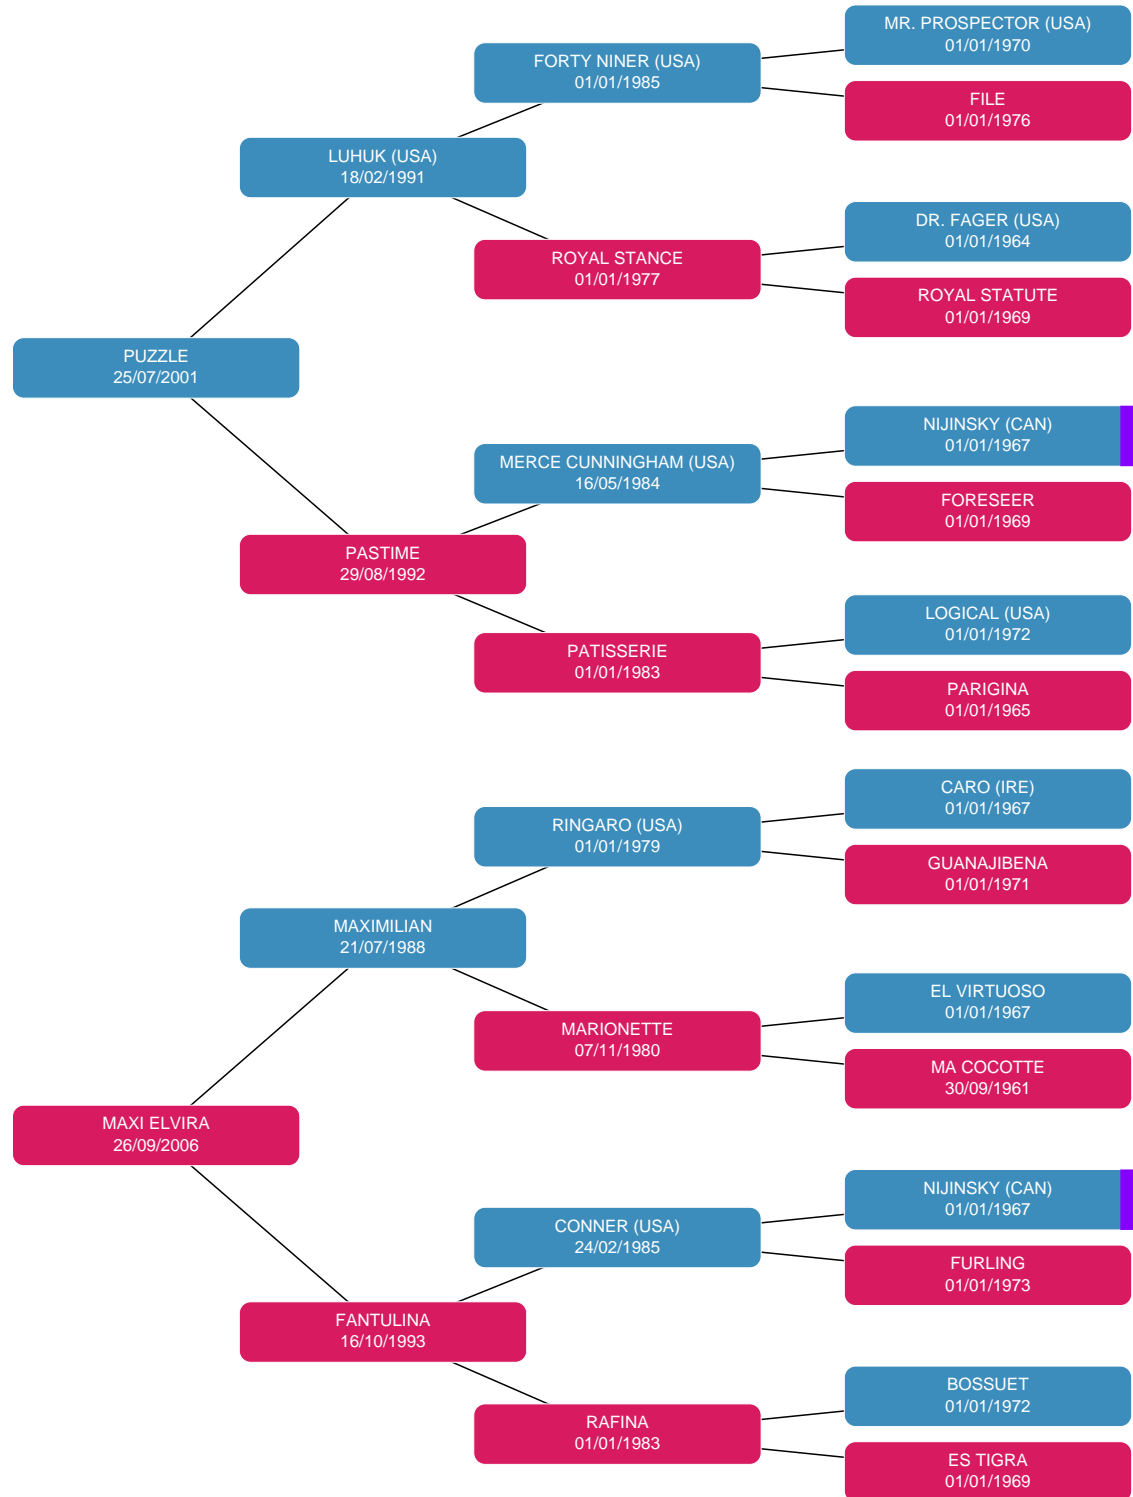 MR. PROSPECTOR (USA)
01/01/1970
FORTY NINER (USA)
01/01/1985
FILE
01/01/1976
LUHUK (USA)
18/02/1991
DR. FAGER (USA)
01/01/1964
ROYAL STANCE
01/01/1977
ROYAL STATUTE
01/01/1969
PUZZLE
25/07/2001
NIJINSKY (CAN)
01/01/1967
MERCE CUNNINGHAM (USA)
16/05/1984
FORESEER
01/01/1969
PASTIME
29/08/1992
LOGICAL (USA)
01/01/1972
PATISSERIE
01/01/1983
PARIGINA
01/01/1965
CARO (IRE)
01/01/1967
RINGARO (USA)
01/01/1979
GUANAJIBENA
01/01/1971
MAXIMILIAN
21/07/1988
EL VIRTUOSO
01/01/1967
MARIONETTE
07/11/1980
MA COCOTTE
30/09/1961
MAXI ELVIRA
26/09/2006
NIJINSKY (CAN)
01/01/1967
CONNER (USA)
24/02/1985
FURLING
01/01/1973
FANTULINA
16/10/1993
BOSSUET
01/01/1972
RAFINA
01/01/1983
ES TIGRA
01/01/1969